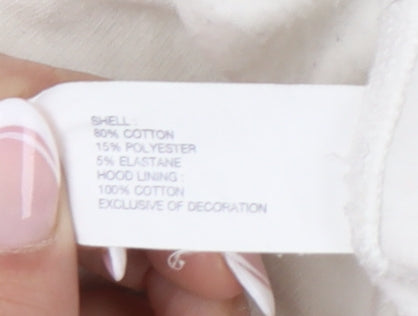 SHELL :
80% COTTON
15% POLYESTER
5% ELASTANE
HOOD LINING :
100% COTTON
EXCLUSIVE OF DECORATION